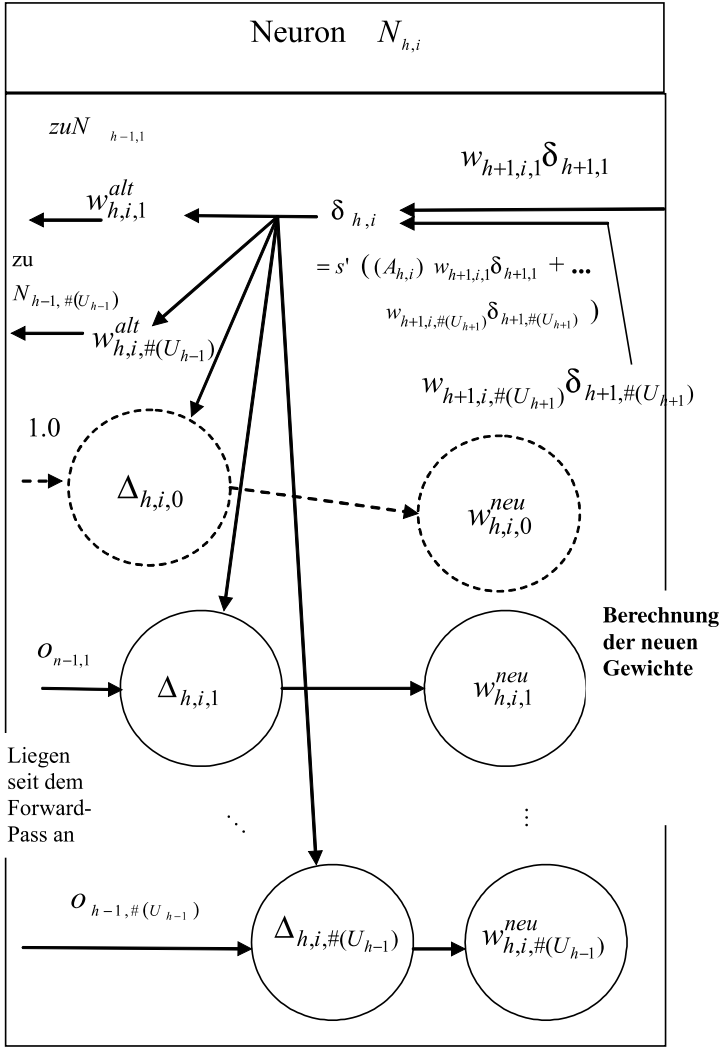 Neuron N_{h,i}
zuN _{h−1,1}
w_{h+1,i,1}δ_{h+1,1}
w^{alt}_{h,i,1}
δ_{h,i}
zu
N_{h−1,#(U_{h−1})}
= s' ((A_{h,i}) w_{h+1,i,1}δ_{h+1,1} + ...
w_{h+1,i,#(U_{h+1})}δ_{h+1,#(U_{h+1})} )
w^{alt}_{h,i,#(U_{h−1})}
w_{h+1,i,#(U_{h+1})}δ_{h+1,#(U_{h+1})}
1.0
Δ_{h,i,0}
w^{neu}_{h,i,0}
Berechnung
der neuen
Gewichte
o_{n−1,1}
Δ_{h,i,1}
w^{neu}_{h,i,1}
Liegen
seit dem
Forward-
Pass an
⋱
⋮
o_{h−1,#(U_{h−1})}
Δ_{h,i,#(U_{h−1})}
w^{neu}_{h,i,#(U_{h−1})}